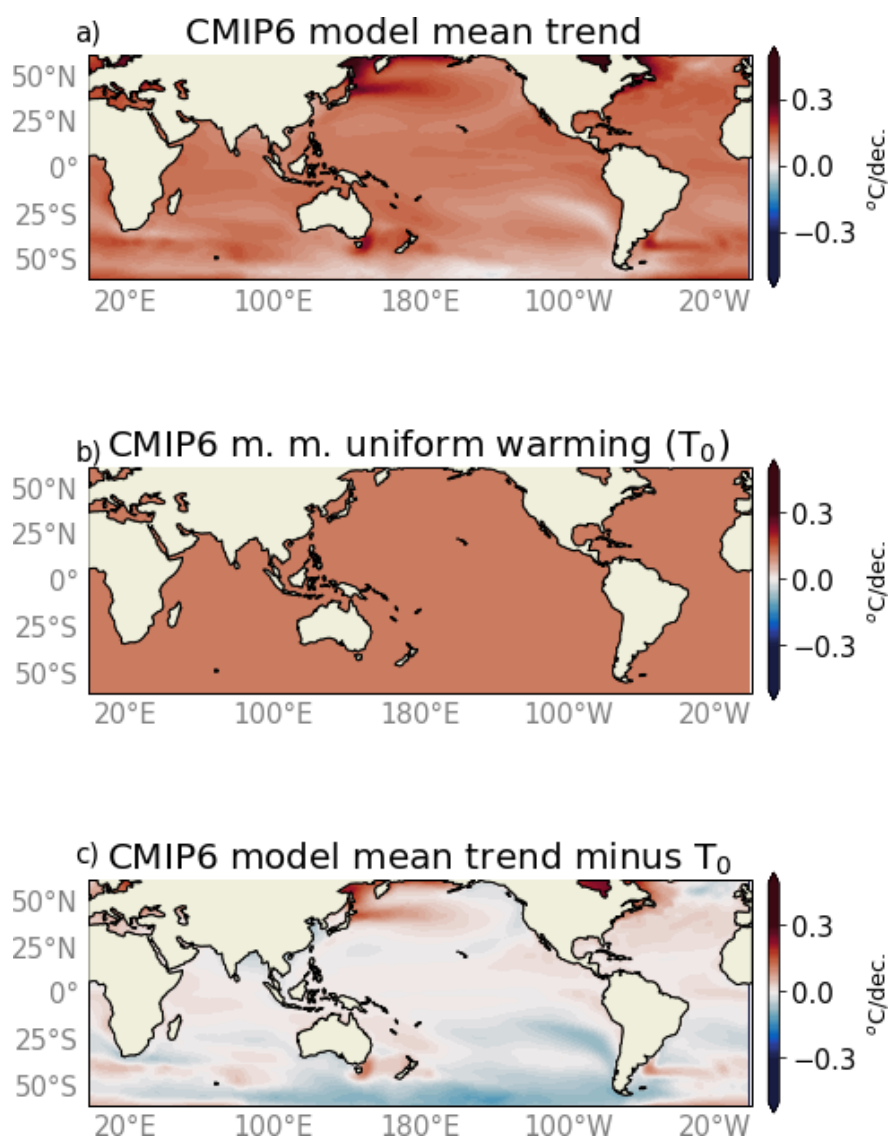 a) CMIP6 model mean trend
50°N
25°N
0°
25°S
50°S
20°E 100°E 180°E 100°W 20°W
0.3
0.0
−0.3
°C/dec.
b) CMIP6 m. m. uniform warming (T₀)
50°N
25°N
0°
25°S
50°S
20°E 100°E 180°E 100°W 20°W
0.3
0.0
−0.3
°C/dec.
c) CMIP6 model mean trend minus T₀
50°N
25°N
0°
25°S
50°S
20°E 100°E 180°E 100°W 20°W
0.3
0.0
−0.3
°C/dec.